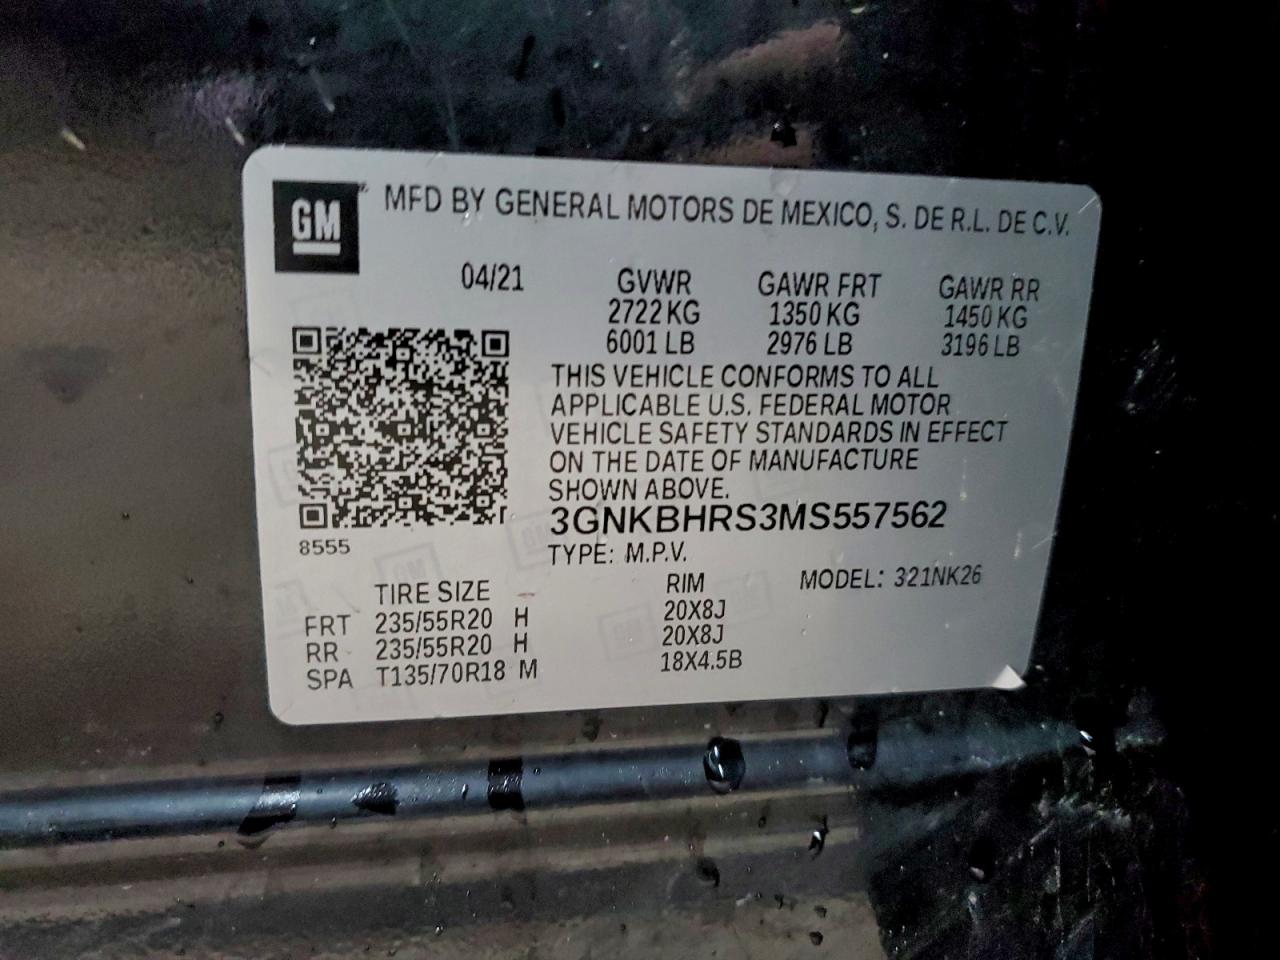 GM
MFD BY GENERAL MOTORS DE MEXICO, S. DE R.L. DE C.V.
04/21 GVWR GAWR FRT GAWR RR
2722 KG 1350 KG 1450 KG
6001 LB 2976 LB 3196 LB
THIS VEHICLE CONFORMS TO ALL
APPLICABLE U.S. FEDERAL MOTOR
VEHICLE SAFETY STANDARDS IN EFFECT
ON THE DATE OF MANUFACTURE
SHOWN ABOVE.
3GNKBHRS3MS557562
8555
TYPE: M.P.V.
TIRE SIZE RIM MODEL: 321NK26
FRT 235/55R20 H 20X8J
RR 235/55R20 H 20X8J
SPA T135/70R18 M 18X4.5B